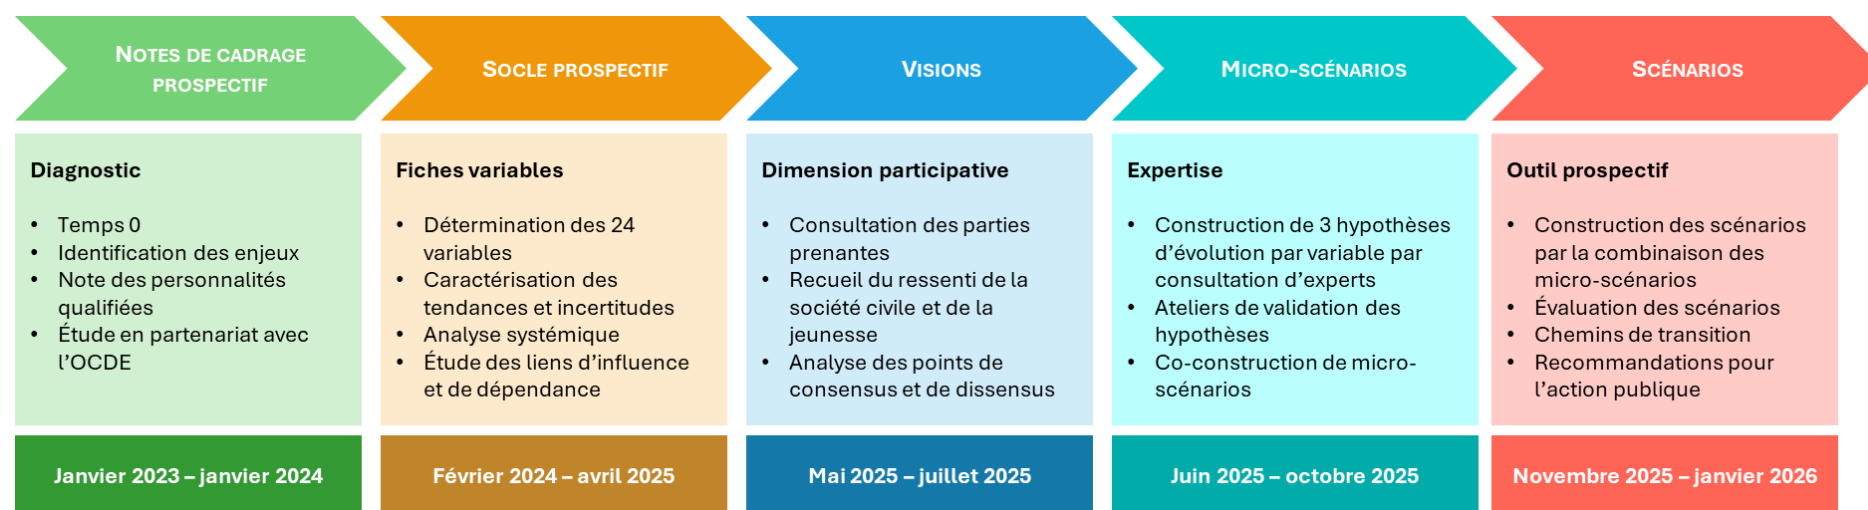 NOTES DE CADRAGE
PROSPECTIF
Diagnostic
• Temps 0
• Identification des enjeux
• Note des personnalités
qualifiées
• Étude en partenariat avec
l’OCDE
Janvier 2023 – janvier 2024
SOCLE PROSPECTIF
Fiches variables
• Détermination des 24
variables
• Caractérisation des
tendances et incertitudes
• Analyse systémique
• Étude des liens d’influence
et de dépendance
Février 2024 – avril 2025
VISIONS
Dimension participative
• Consultation des parties
prenantes
• Recueil du ressenti de la
société civile et de la
jeunesse
• Analyse des points de
consensus et de dissensus
Mai 2025 – juillet 2025
MICRO-SCÉNARIOS
Expertise
• Construction de 3 hypothèses
d’évolution par variable par
consultation d’experts
• Ateliers de validation des
hypothèses
• Co-construction de micro-
scénarios
Juin 2025 – octobre 2025
SCÉNARIOS
Outil prospectif
• Construction des scénarios
par la combinaison des
micro-scénarios
• Évaluation des scénarios
• Chemins de transition
• Recommandations pour
l’action publique
Novembre 2025 – janvier 2026